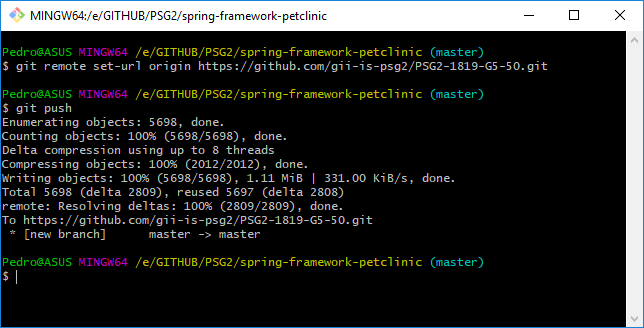 MINGW64:/e/GITHUB/PSG2/spring-framework-petclinic
Pedro@ASUS MINGW64 /e/GITHUB/PSG2/spring-framework-petclinic (master)
$ git remote set-url origin https://github.com/gii-is-psg2/PSG2-1819-G5-50.git
Pedro@ASUS MINGW64 /e/GITHUB/PSG2/spring-framework-petclinic (master)
$ git push
Enumerating objects: 5698, done.
Counting objects: 100% (5698/5698), done.
Delta compression using up to 8 threads
Compressing objects: 100% (2012/2012), done.
Writing objects: 100% (5698/5698), 1.11 MiB | 331.00 KiB/s, done.
Total 5698 (delta 2809), reused 5697 (delta 2808)
remote: Resolving deltas: 100% (2809/2809), done.
To https://github.com/gii-is-psg2/PSG2-1819-G5-50.git
 * [new branch]      master -> master
Pedro@ASUS MINGW64 /e/GITHUB/PSG2/spring-framework-petclinic (master)
$